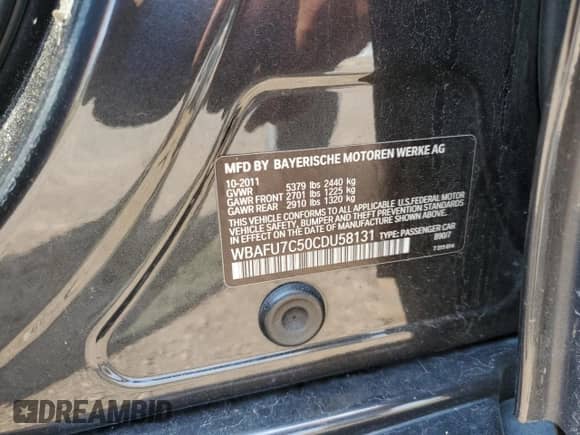 MFD BY BAYERISCHE MOTOREN WERKE AG
10-2011
GVWR 5379 lbs 2440 kg
GAWR FRONT 2701 lbs 1225 kg
GAWR REAR 2910 lbs 1320 kg
THIS VEHICLE CONFORMS TO ALL APPLICABLE U.S. FEDERAL MOTOR
VEHICLE SAFETY, BUMPER AND THEFT PREVENTION STANDARDS
IN EFFECT ON THE DATE OF MANUFACTURE SHOWN ABOVE.
WBAFU7C50CDU58131 TYPE: PASSENGER CAR
890/7
DREAMBID